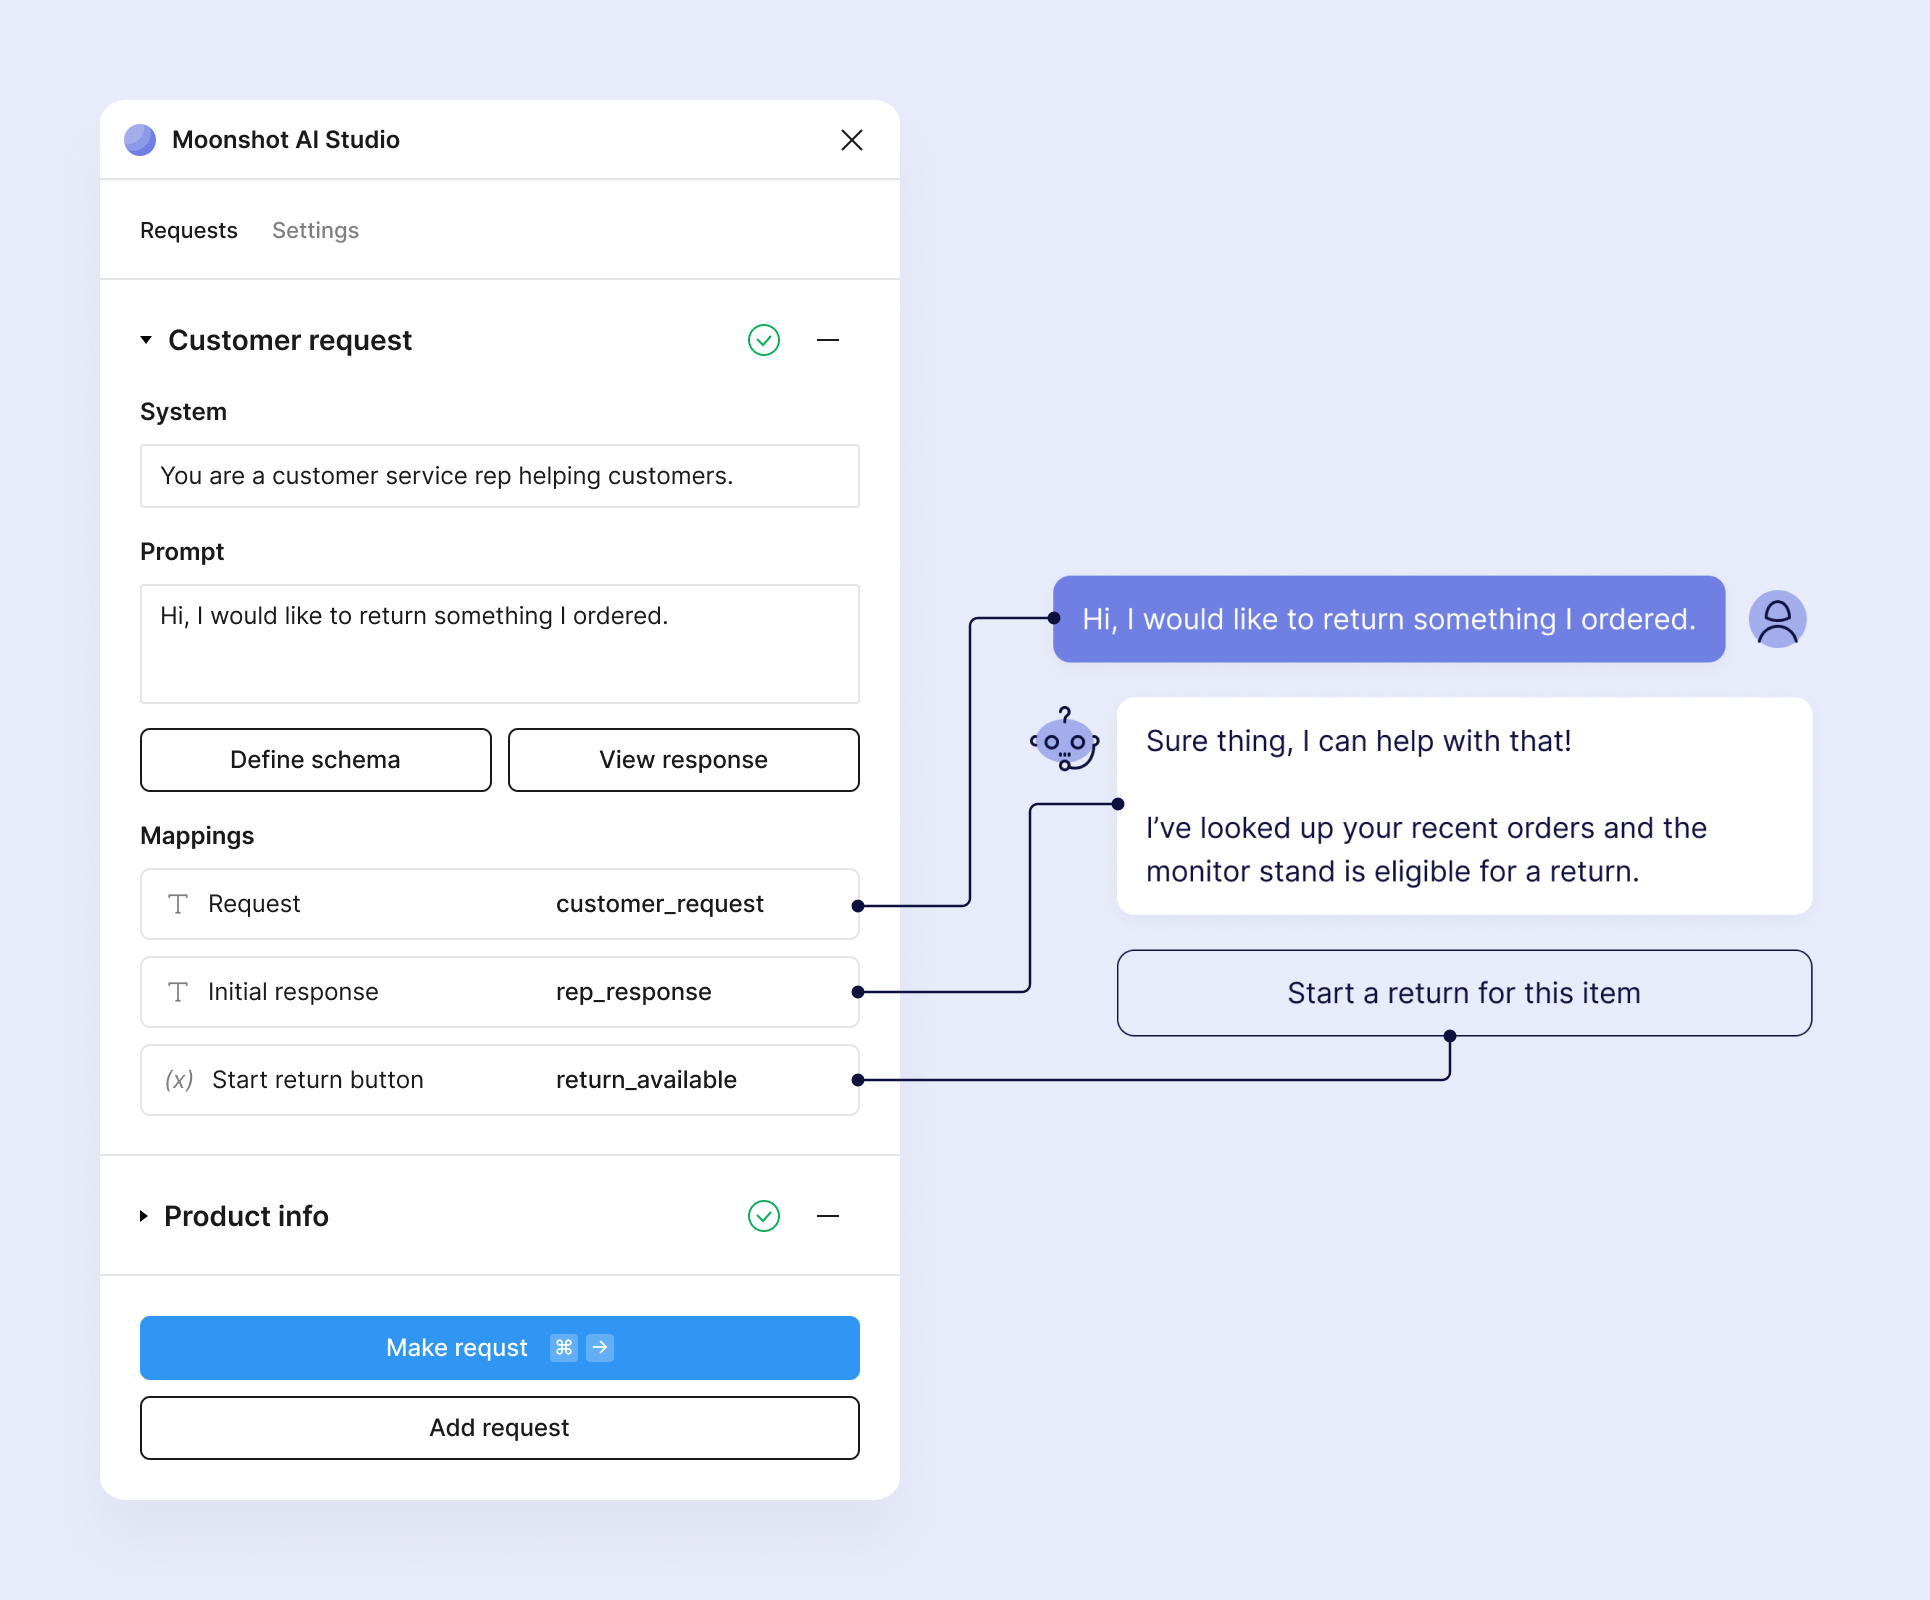 Moonshot AI Studio
Requests
Settings
Customer request
System
You are a customer service rep helping customers.
Prompt
Hi, I would like to return something I ordered.
Define schema
View response
Mappings
T Request customer_request
T Initial response rep_response
(x) Start return button return_available
Product info
Make requst ⌘ →
Add request
Hi, I would like to return something I ordered.
Sure thing, I can help with that!
I’ve looked up your recent orders and the
monitor stand is eligible for a return.
Start a return for this item